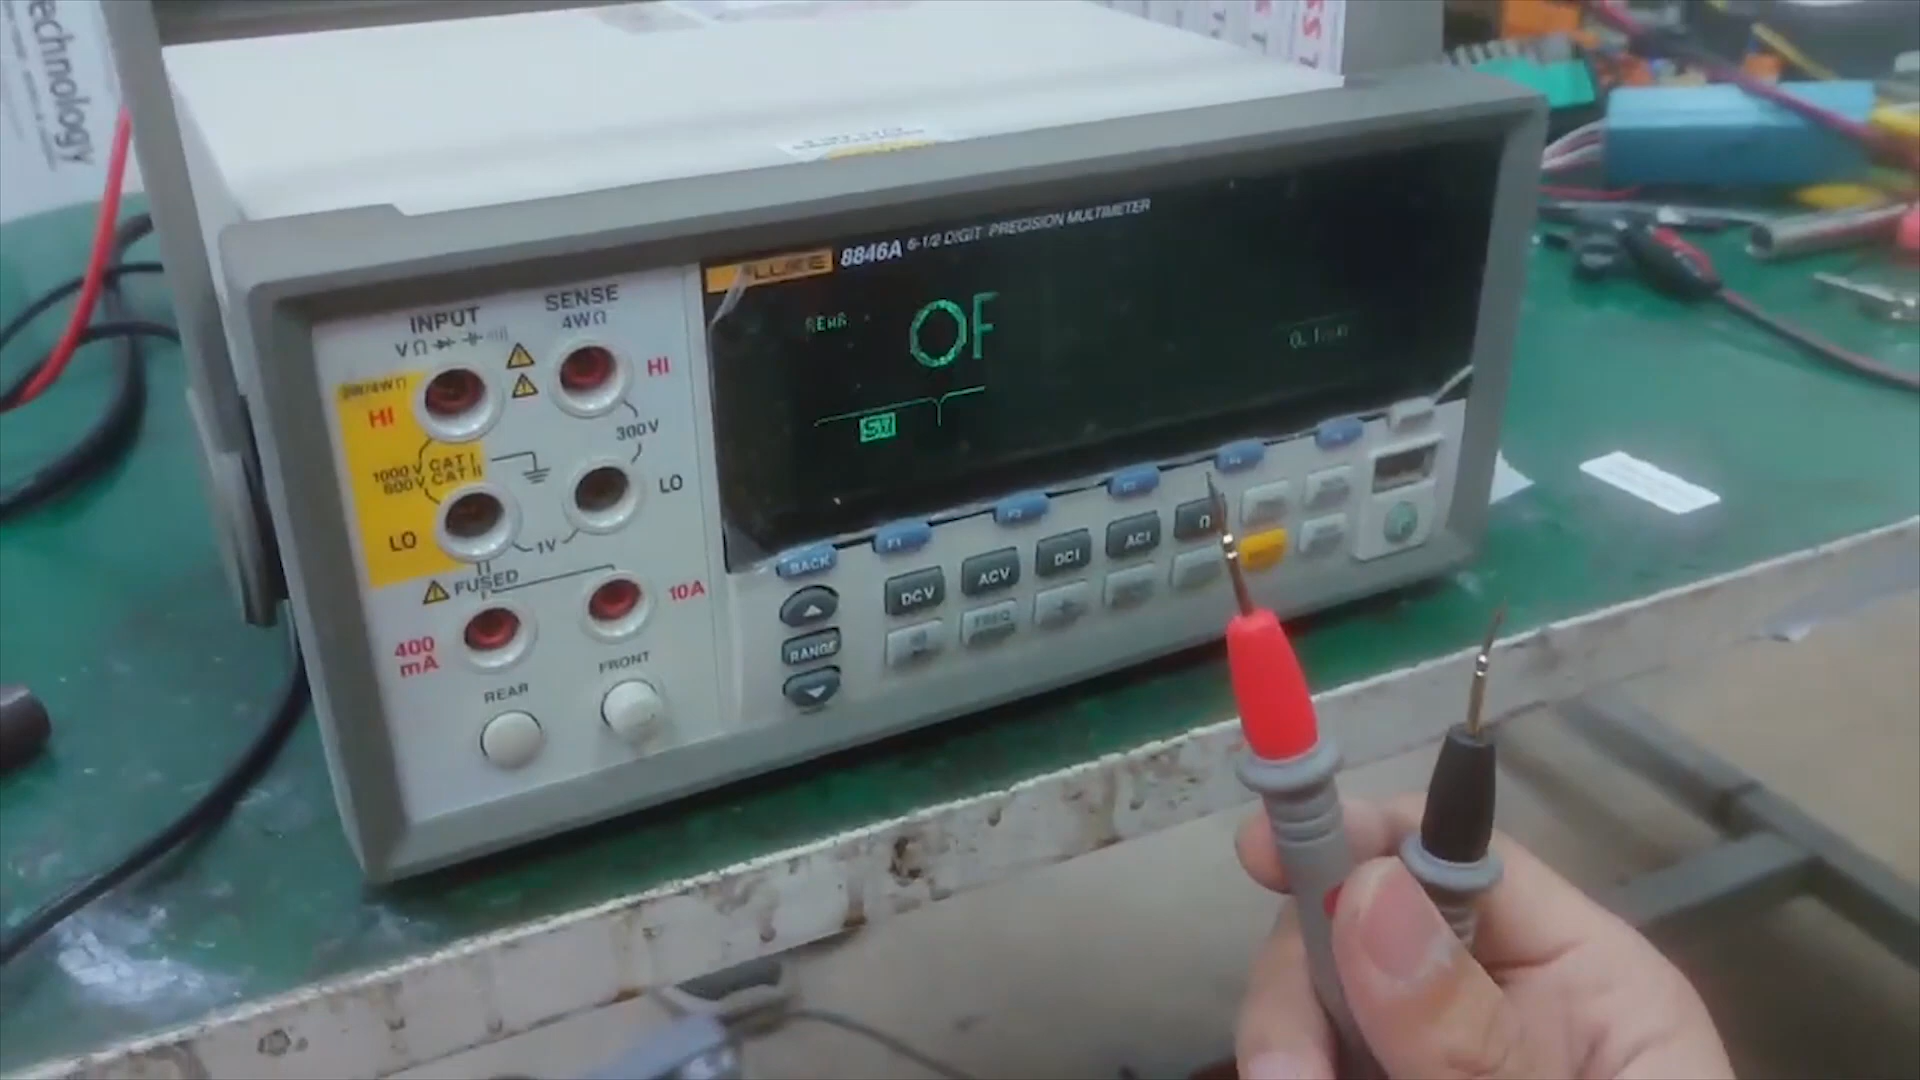 echnology
FLUKE 8846A 6-1/2 DIGIT PRECISION MULTIMETER
INPUT
VΩ
SENSE
4WΩ
HI
HI
300V
1000V CAT I
600V CAT II
LO
LO
1V
FUSED
400
mA
10A
REAR
FRONT
OF
BACK
F1
F2
RANGE
DCV
ACV
DCI
ACI
Ω
FREQ